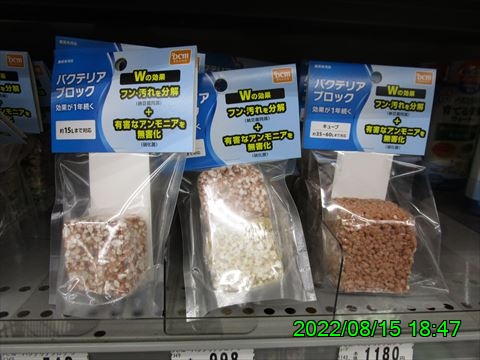 DCM
バクテリア
ブロック
効果が1年続く
約15Lまで対応
Wの効果
フン・汚れを分解
(納豆菌同属)
+
有害なアンモニアを
無害化
(硝化菌)
DCM
Wの効果
フン・汚れを分解
(納豆菌同属)
+
有害なアンモニアを
無害化
(硝化菌)
DCM
バクテリア
ブロック
効果が1年続く
キューブ
約35~60Lまで対応
Wの効果
フン・汚れを分解
(納豆菌同属)
+
有害なアンモニアを
無害化
(硝化菌)
1180
2022/08/15 18:47